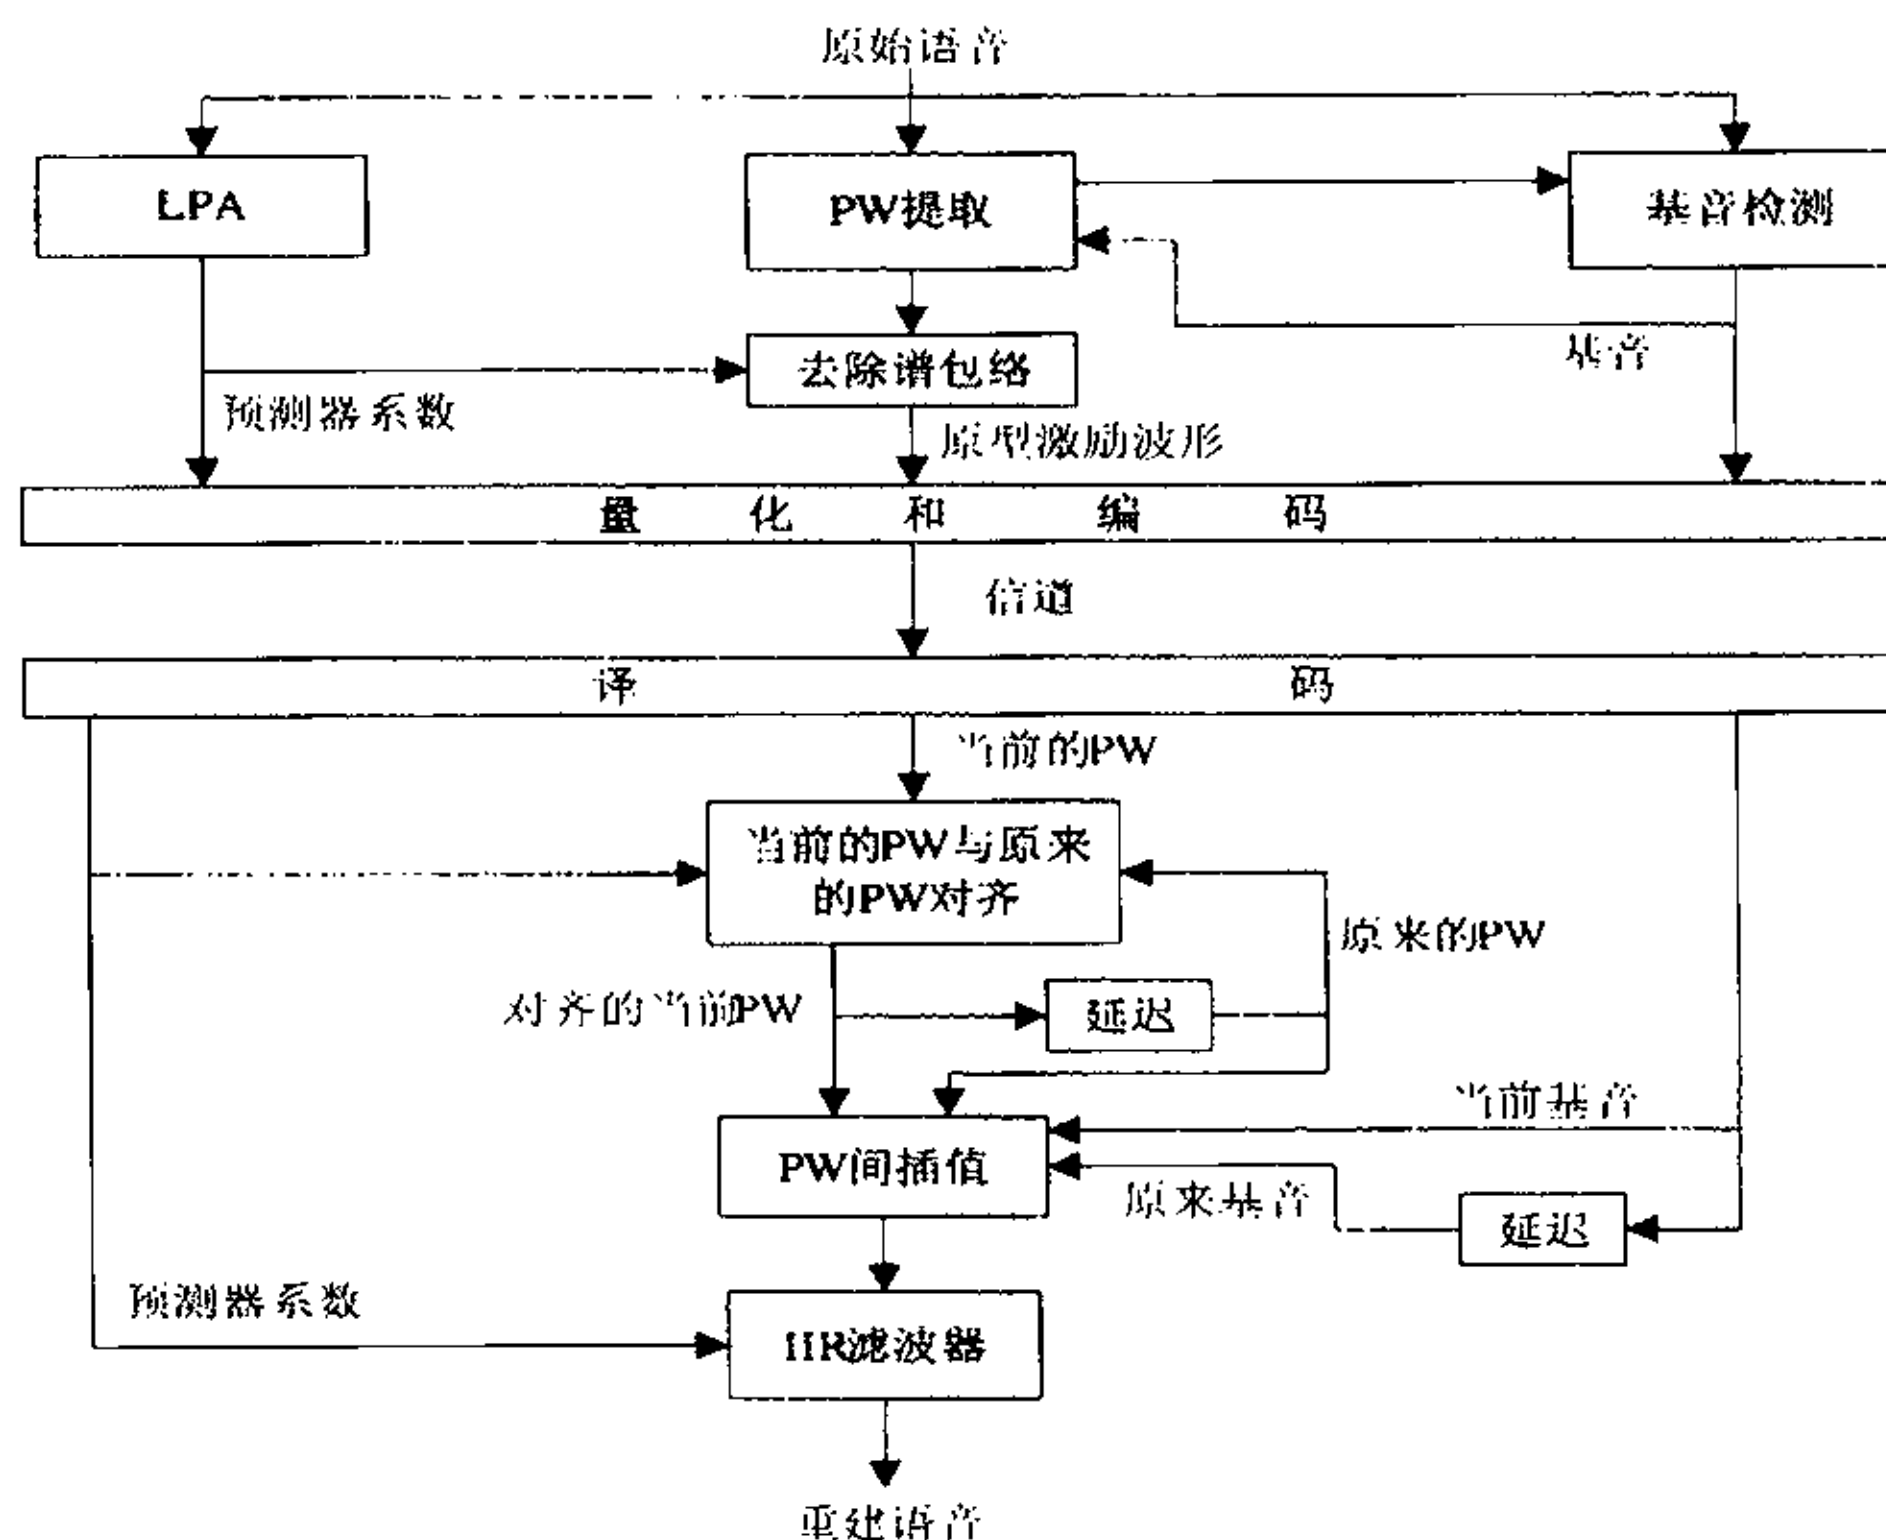 原始语音
LPA
PW提取
基音检测
基音
去除谱包络
预测器系数
原型激励波形
量化和编码
信道
译码
当前的PW
当前的PW与原来
的PW对齐
原来的PW
对齐的当前PW
延迟
当前基音
PW间插值
原来基音
延迟
预测器系数
IIR滤波器
重建语音